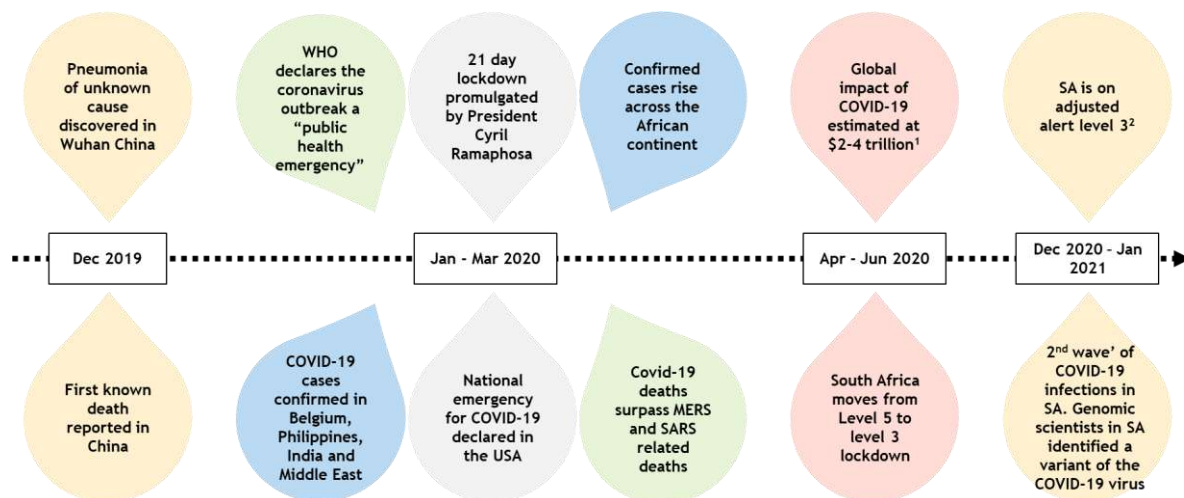 Pneumonia
of unknown
cause
discovered in
Wuhan China
WHO
declares the
coronavirus
outbreak a
“public
health
emergency”
21 day
lockdown
promulgated
by President
Cyril
Ramaphosa
Confirmed
cases rise
across the
African
continent
Global
impact of
COVID-19
estimated at
$2-4 trillion¹
SA is on
adjusted
alert level 3²
Dec 2019
Jan - Mar 2020
Apr - Jun 2020
Dec 2020 - Jan
2021
First known
death
reported in
China
COVID-19
cases
confirmed in
Belgium,
Philippines,
India and
Middle East
National
emergency
for COVID-19
declared in
the USA
Covid-19
deaths
surpass MERS
and SARS
related
deaths
South Africa
moves from
Level 5 to
level 3
lockdown
2nd wave’ of
COVID-19
infections in
SA. Genomic
scientists in SA
identified a
variant of the
COVID-19 virus